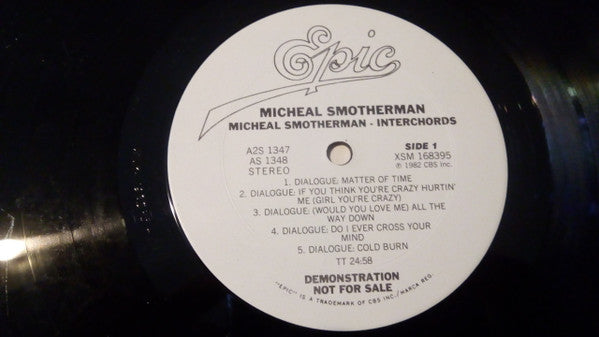 Epic
MICHEAL SMOTHERMAN
MICHEAL SMOTHERMAN - INTERCHORDS
A2S 1347
AS 1348
STEREO
SIDE 1
XSM 168395
℗ 1982 CBS Inc.
1. DIALOGUE: MATTER OF TIME
2. DIALOGUE: IF YOU THINK YOU'RE CRAZY HURTIN'
ME (GIRL YOU'RE CRAZY)
3. DIALOGUE: (WOULD YOU LOVE ME) ALL THE
WAY DOWN
4. DIALOGUE: DO I EVER CROSS YOUR
MIND
5. DIALOGUE: COLD BURN
TT 24:58
DEMONSTRATION
NOT FOR SALE
"EPIC" IS A TRADEMARK OF CBS INC./MARCA REG.